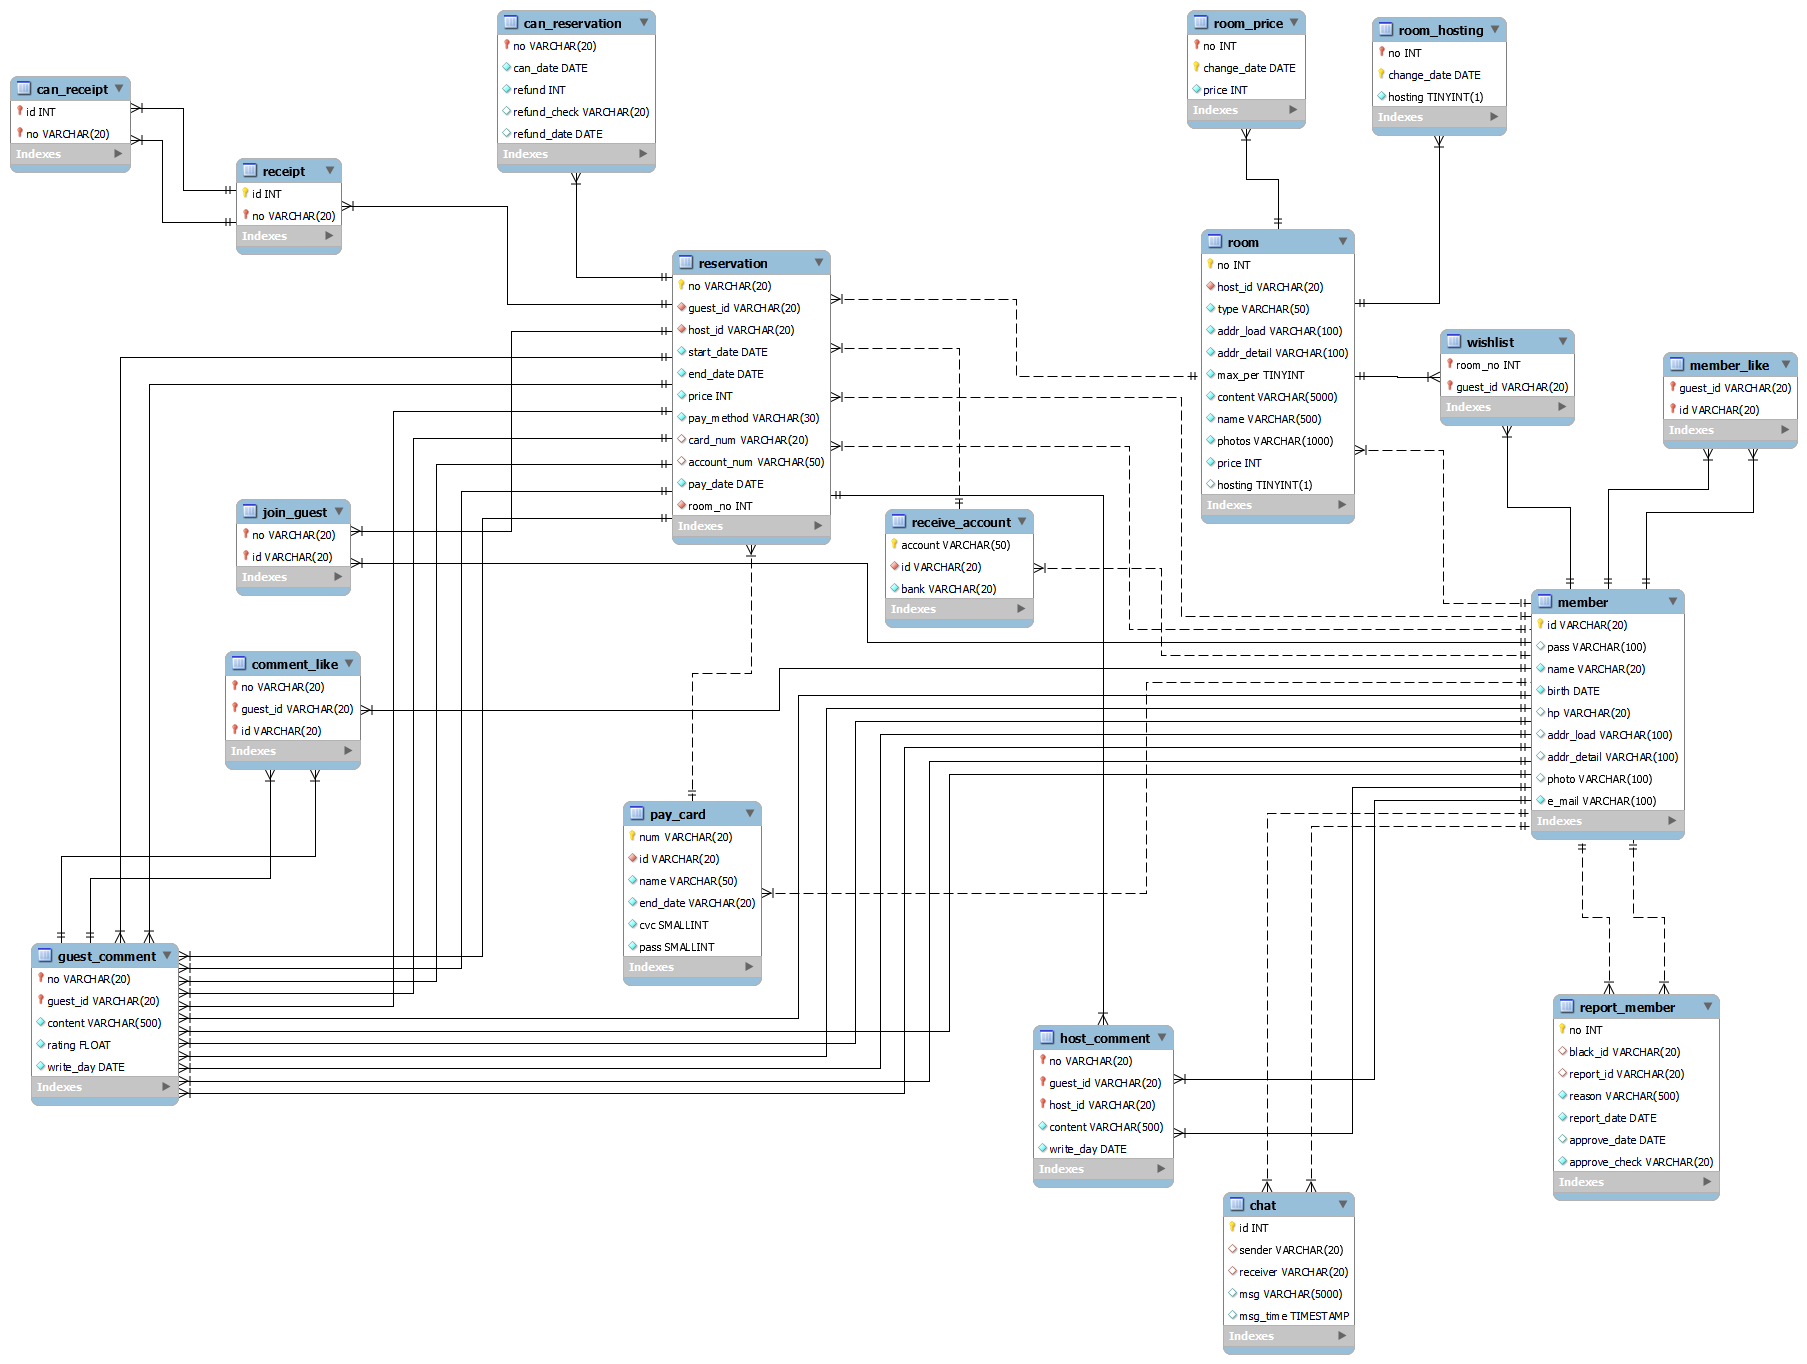 can_reservation
no VARCHAR(20)
can_date DATE
refund INT
refund_check VARCHAR(20)
refund_date DATE
Indexes
room_price
no INT
change_date DATE
price INT
Indexes
room_hosting
no INT
change_date DATE
hosting TINYINT(1)
Indexes
can_receipt
id INT
no VARCHAR(20)
Indexes
receipt
id INT
no VARCHAR(20)
Indexes
reservation
no VARCHAR(20)
guest_id VARCHAR(20)
host_id VARCHAR(20)
start_date DATE
end_date DATE
price INT
pay_method VARCHAR(30)
card_num VARCHAR(20)
account_num VARCHAR(50)
pay_date DATE
room_no INT
Indexes
room
no INT
host_id VARCHAR(20)
type VARCHAR(50)
addr_load VARCHAR(100)
addr_detail VARCHAR(100)
max_per TINYINT
content VARCHAR(5000)
name VARCHAR(500)
photos VARCHAR(1000)
price INT
hosting TINYINT(1)
Indexes
wishlist
room_no INT
guest_id VARCHAR(20)
Indexes
member_like
guest_id VARCHAR(20)
id VARCHAR(20)
Indexes
join_guest
no VARCHAR(20)
id VARCHAR(20)
Indexes
receive_account
account VARCHAR(50)
id VARCHAR(20)
bank VARCHAR(20)
Indexes
member
id VARCHAR(20)
pass VARCHAR(100)
name VARCHAR(20)
birth DATE
hp VARCHAR(20)
addr_load VARCHAR(100)
addr_detail VARCHAR(100)
photo VARCHAR(100)
e_mail VARCHAR(100)
Indexes
comment_like
no VARCHAR(20)
guest_id VARCHAR(20)
id VARCHAR(20)
Indexes
pay_card
num VARCHAR(20)
id VARCHAR(20)
name VARCHAR(50)
end_date VARCHAR(20)
cvc SMALLINT
pass SMALLINT
Indexes
guest_comment
no VARCHAR(20)
guest_id VARCHAR(20)
content VARCHAR(500)
rating FLOAT
write_day DATE
Indexes
host_comment
no VARCHAR(20)
guest_id VARCHAR(20)
host_id VARCHAR(20)
content VARCHAR(500)
write_day DATE
Indexes
report_member
no INT
black_id VARCHAR(20)
report_id VARCHAR(20)
reason VARCHAR(500)
report_date DATE
approve_date DATE
approve_check VARCHAR(20)
Indexes
chat
id INT
sender VARCHAR(20)
receiver VARCHAR(20)
msg VARCHAR(5000)
msg_time TIMESTAMP
Indexes